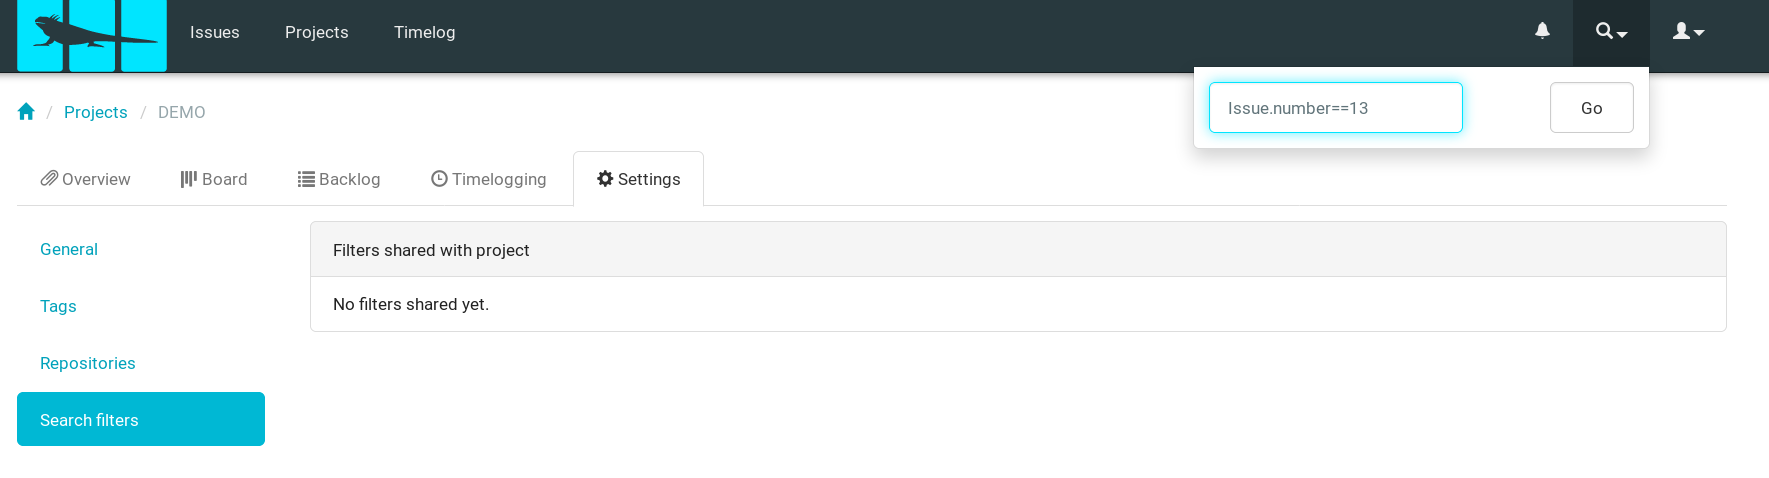 Issues Projects Timelog
Issue.number==13 Go
/ Projects / DEMO
Overview Board Backlog Timelogging Settings
General
Tags
Repositories
Search filters
Filters shared with project
No filters shared yet.